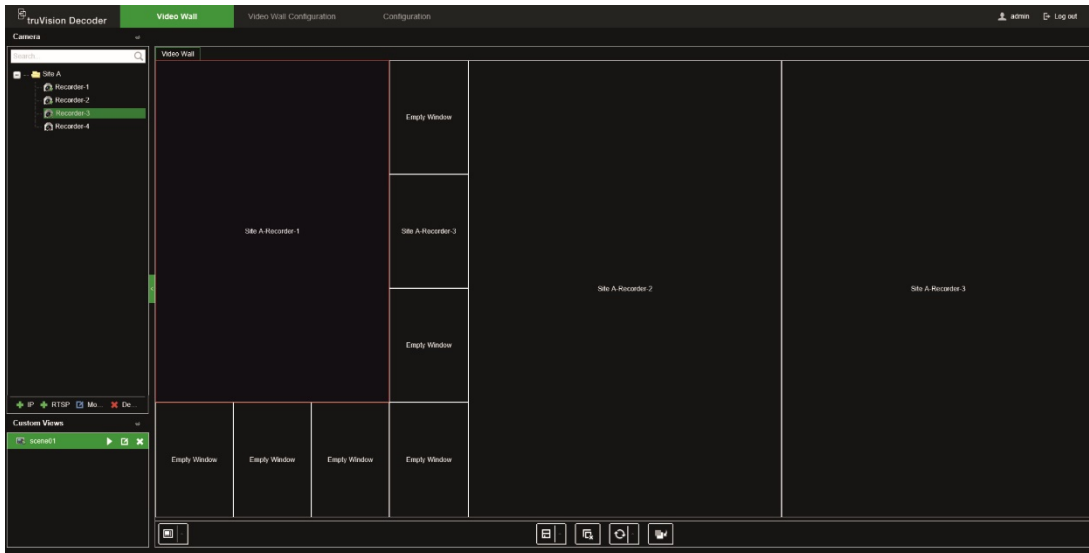 truVision Decoder
Video Wall
Video Wall Configuration
Configuration
admin
Log out
Camera
Search...
Video Wall
Site A
Recorder-1
Recorder-2
Recorder-3
Recorder-4
Empty Window
Site A-Recorder-1
Site A-Recorder-3
Site A-Recorder-2
Site A-Recorder-3
Empty Window
IP
RTSP
Mo...
De...
Custom Views
scene01
Empty Window
Empty Window
Empty Window
Empty Window